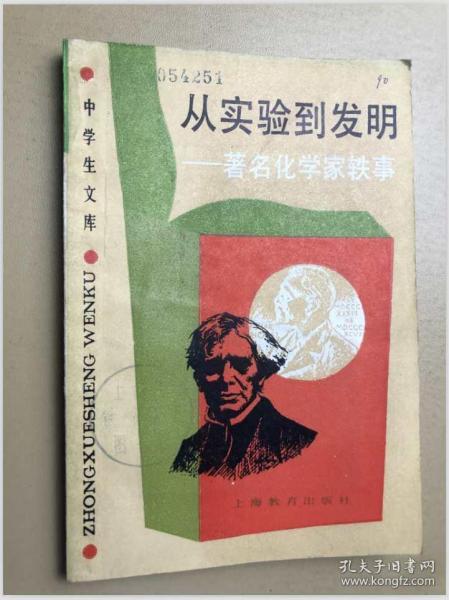 054251
90
从实验到发明
——著名化学家轶事
中学生文库
ZHONGXUESHENG WENKU
上海教育出版社
孔夫子旧书网
www.kongfz.com